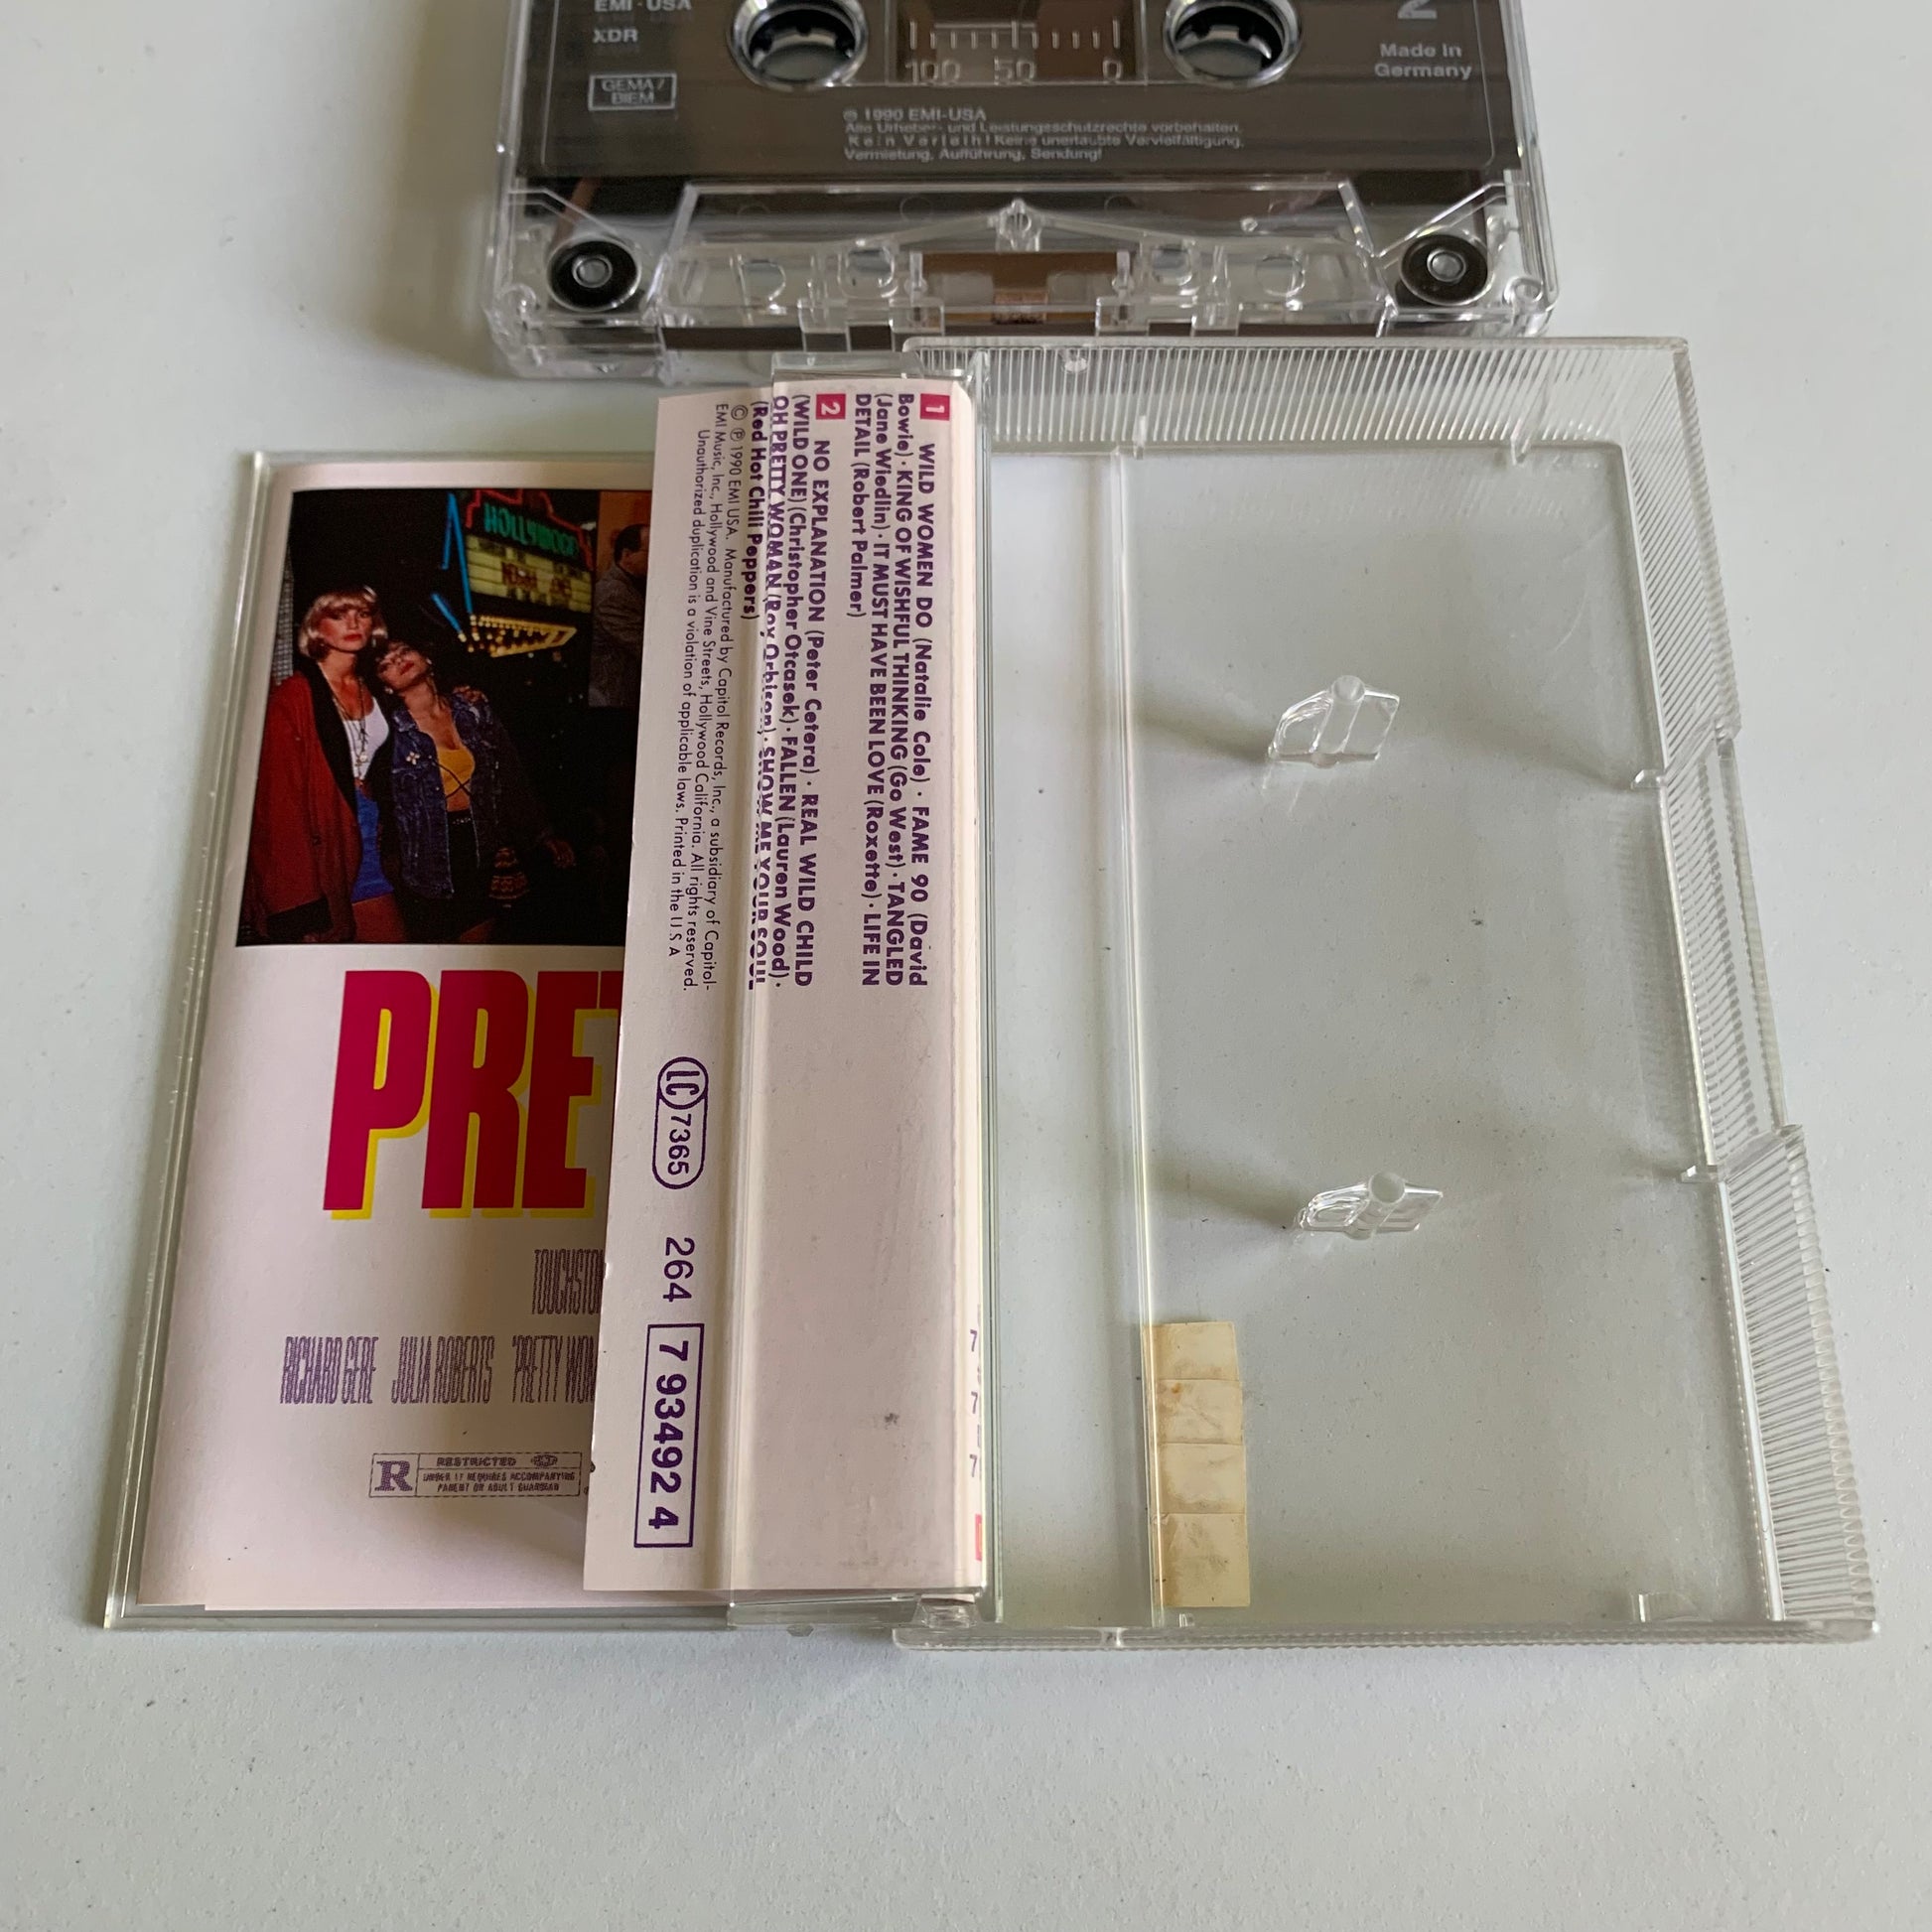 EMI · USA
XDR
GEMA /
BIEM
100 50 0
2
Made In
Germany
℗ 1990 EMI-USA
Alle Urheber- und Leistungsschutzrechte vorbehalten.
Kein Verleih! Keine unerlaubte Vervielfältigung,
Vermietung, Aufführung, Sendung!
1 WILD WOMEN DO (Natalie Cole) · FAME 90 (David
Bowie) · KING OF WISHFUL THINKING (Go West) · TANGLED
(Jane Wiedlin) · IT MUST HAVE BEEN LOVE (Roxette) · LIFE IN
DETAIL (Robert Palmer)
2 NO EXPLANATION (Peter Cetera) · REAL WILD CHILD
(WILD ONE) (Christopher Otcasek) · FALLEN (Lauren Wood) ·
OH PRETTY WOMAN (Roy Orbison) · SHOW ME YOUR SOUL
(Red Hot Chili Peppers)
© ℗ 1990 EMI USA. Manufactured by Capitol Records, Inc., a subsidiary of Capitol-
EMI Music, Inc., Hollywood and Vine Streets, Hollywood California. All rights reserved.
Unauthorized duplication is a violation of applicable laws. Printed in the U.S.A
LC 7365
264
7 93492 4
HOLLYWOOD
PRE
TOUCHSTO
RICHARD GERE JULIA ROBERTS "PRETTY WO
R
RESTRICTED
UNDER 17 REQUIRES ACCOMPANYING
PARENT OR ADULT GUARDIAN